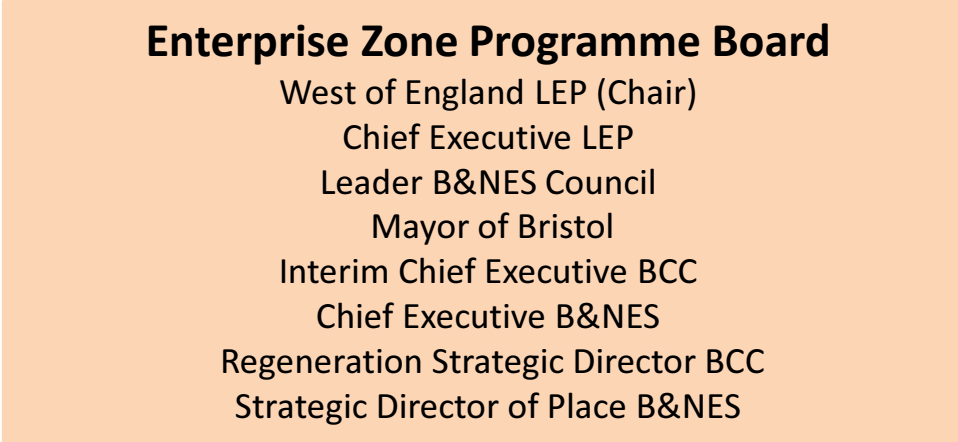 Enterprise Zone Programme Board
West of England LEP (Chair)
Chief Executive LEP
Leader B&NES Council
Mayor of Bristol
Interim Chief Executive BCC
Chief Executive B&NES
Regeneration Strategic Director BCC
Strategic Director of Place B&NES